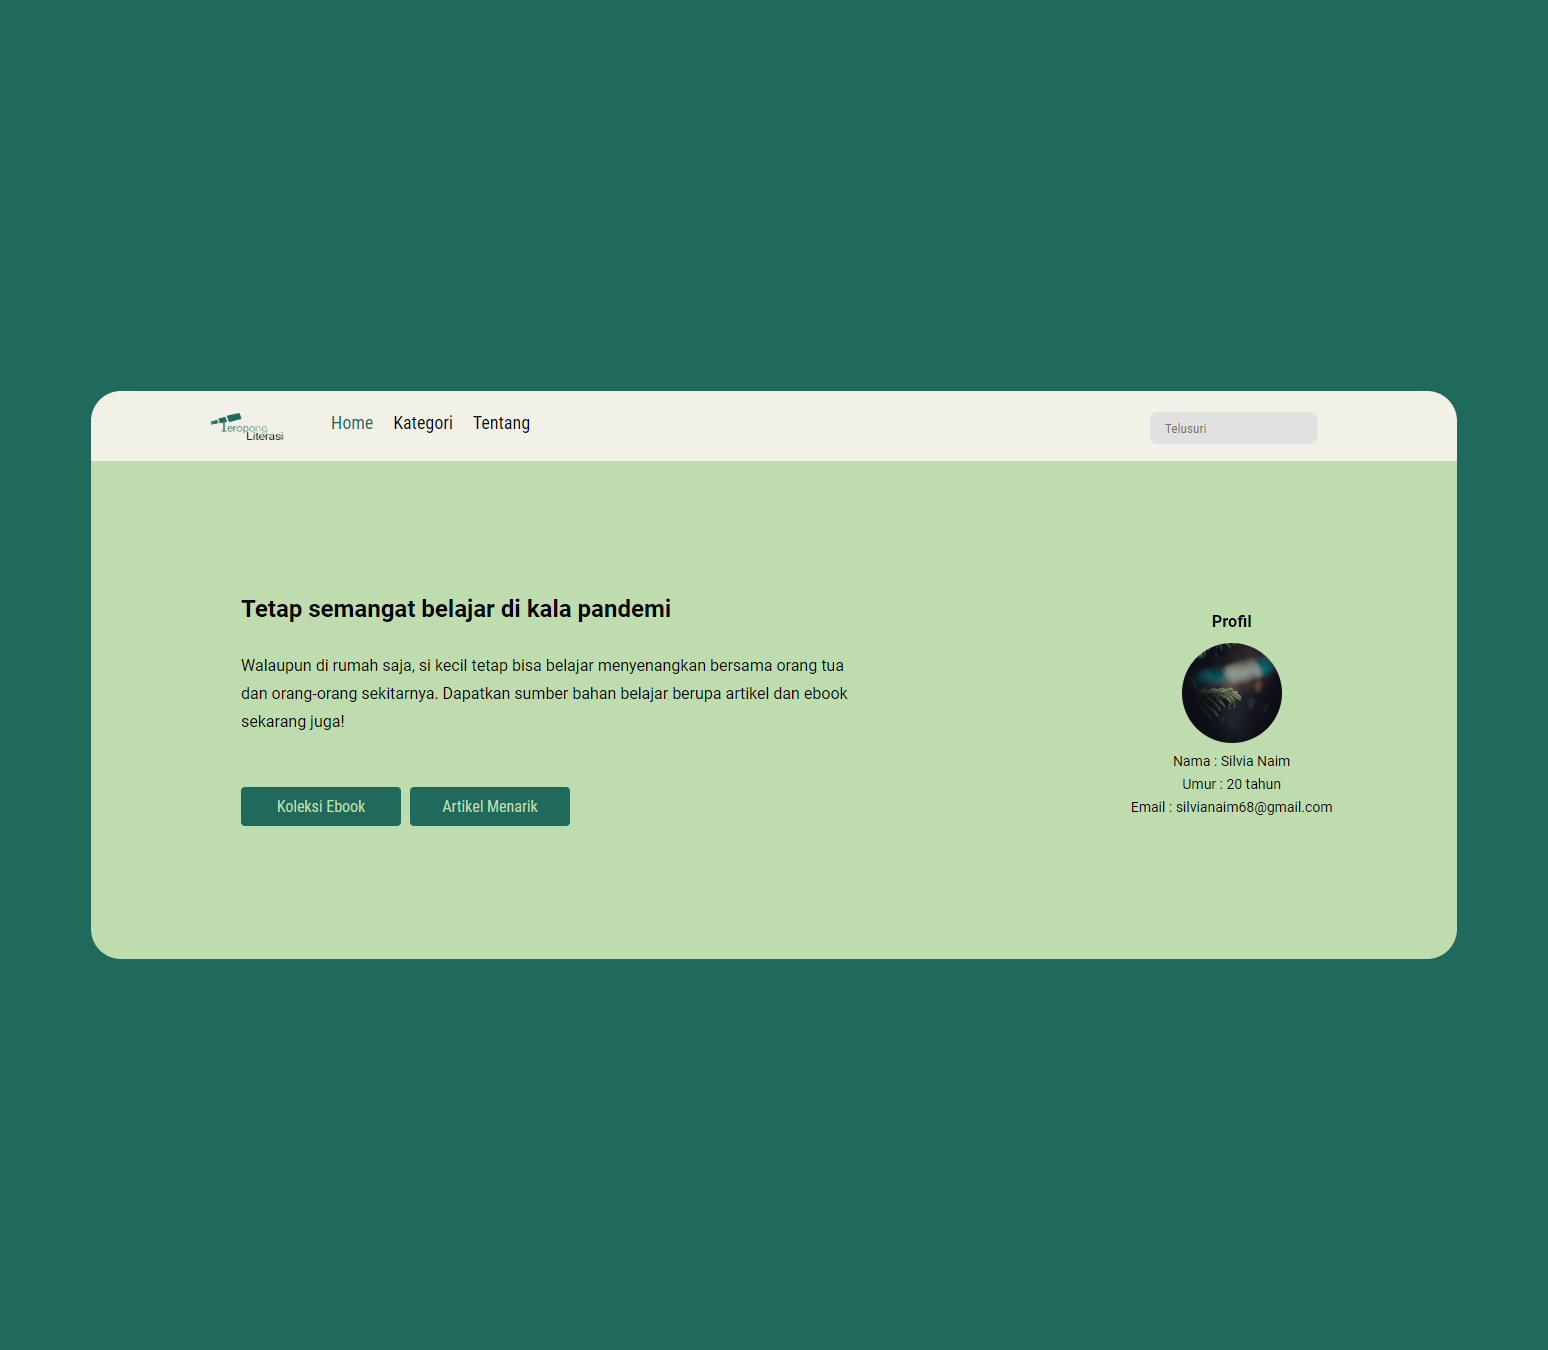 Teropong
Literasi
Home
Kategori
Tentang
Telusuri
Tetap semangat belajar di kala pandemi
Walaupun di rumah saja, si kecil tetap bisa belajar menyenangkan bersama orang tua
dan orang-orang sekitarnya. Dapatkan sumber bahan belajar berupa artikel dan ebook
sekarang juga!
Koleksi Ebook
Artikel Menarik
Profil
Nama : Silvia Naim
Umur : 20 tahun
Email : silvianaim68@gmail.com